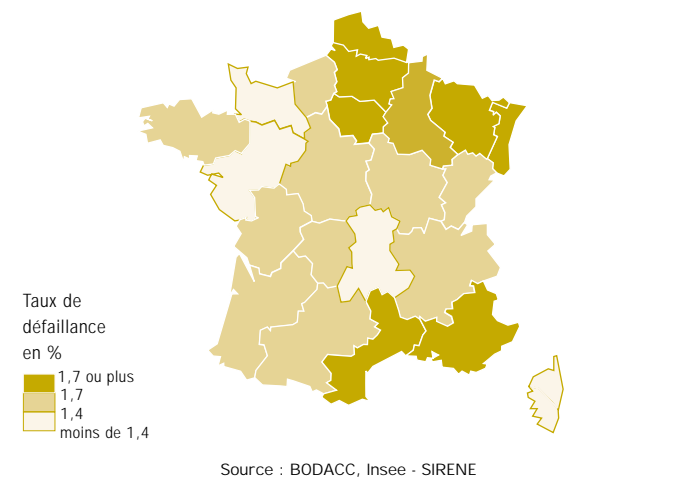 Taux de
défaillance
en %
1,7 ou plus
1,7
1,4
moins de 1,4
Source : BODACC, Insee - SIRENE